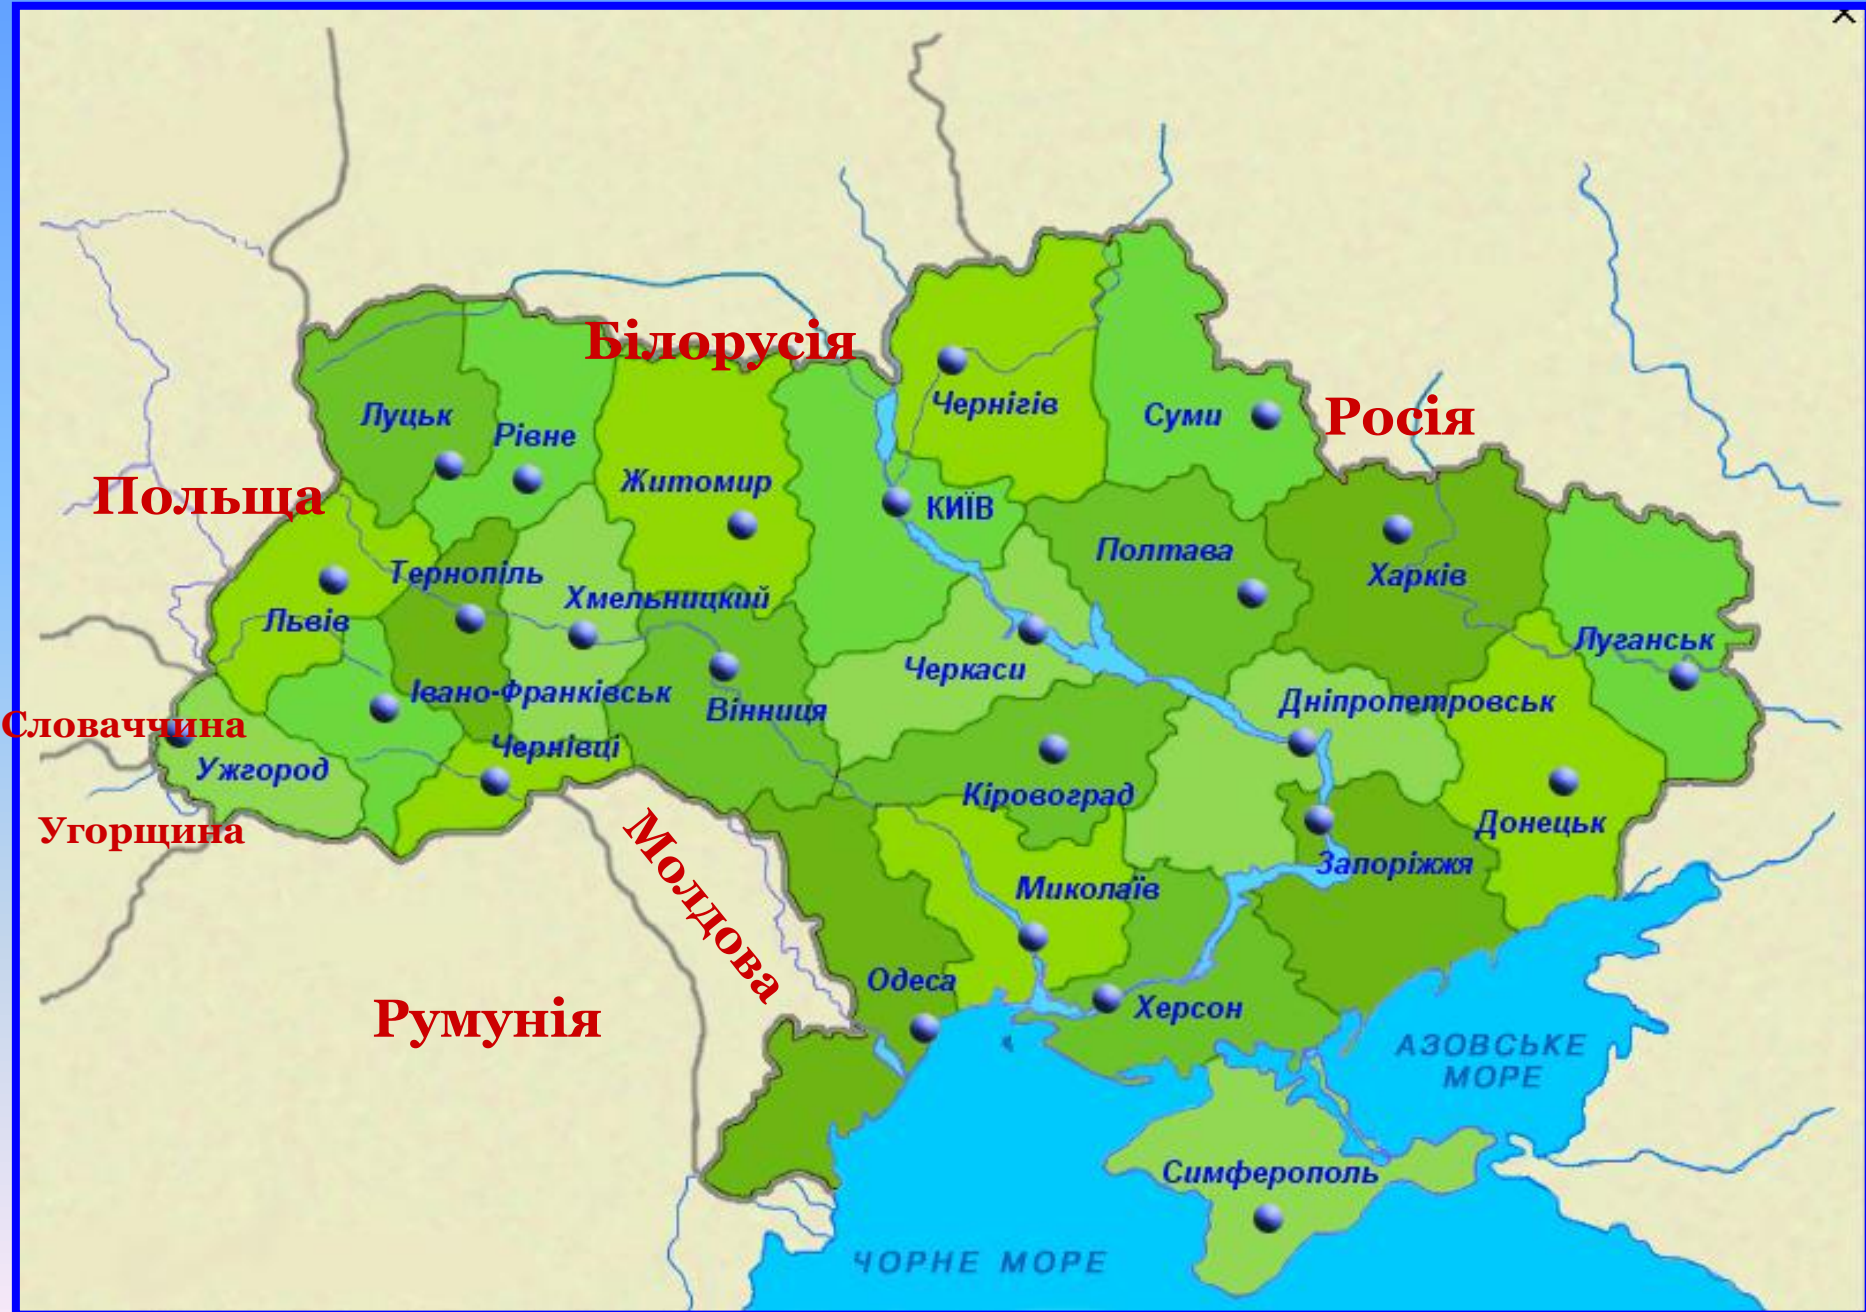 Білорусія
Чернігів
Суми
Росія
Луцьк
Рівне
Житомир
КИЇВ
Польща
Полтава
Харків
Тернопіль
Хмельницкий
Львів
Луганськ
Черкаси
Івано-Франківськ
Вінниця
Дніпропетровськ
Словаччина
Чернівці
Ужгород
Кіровоград
Угорщина
Донецьк
Молдова
Запоріжжя
Миколаїв
Одеса
Херсон
Румунія
АЗОВСЬКЕ
МОРЕ
Симферополь
ЧОРНЕ МОРЕ